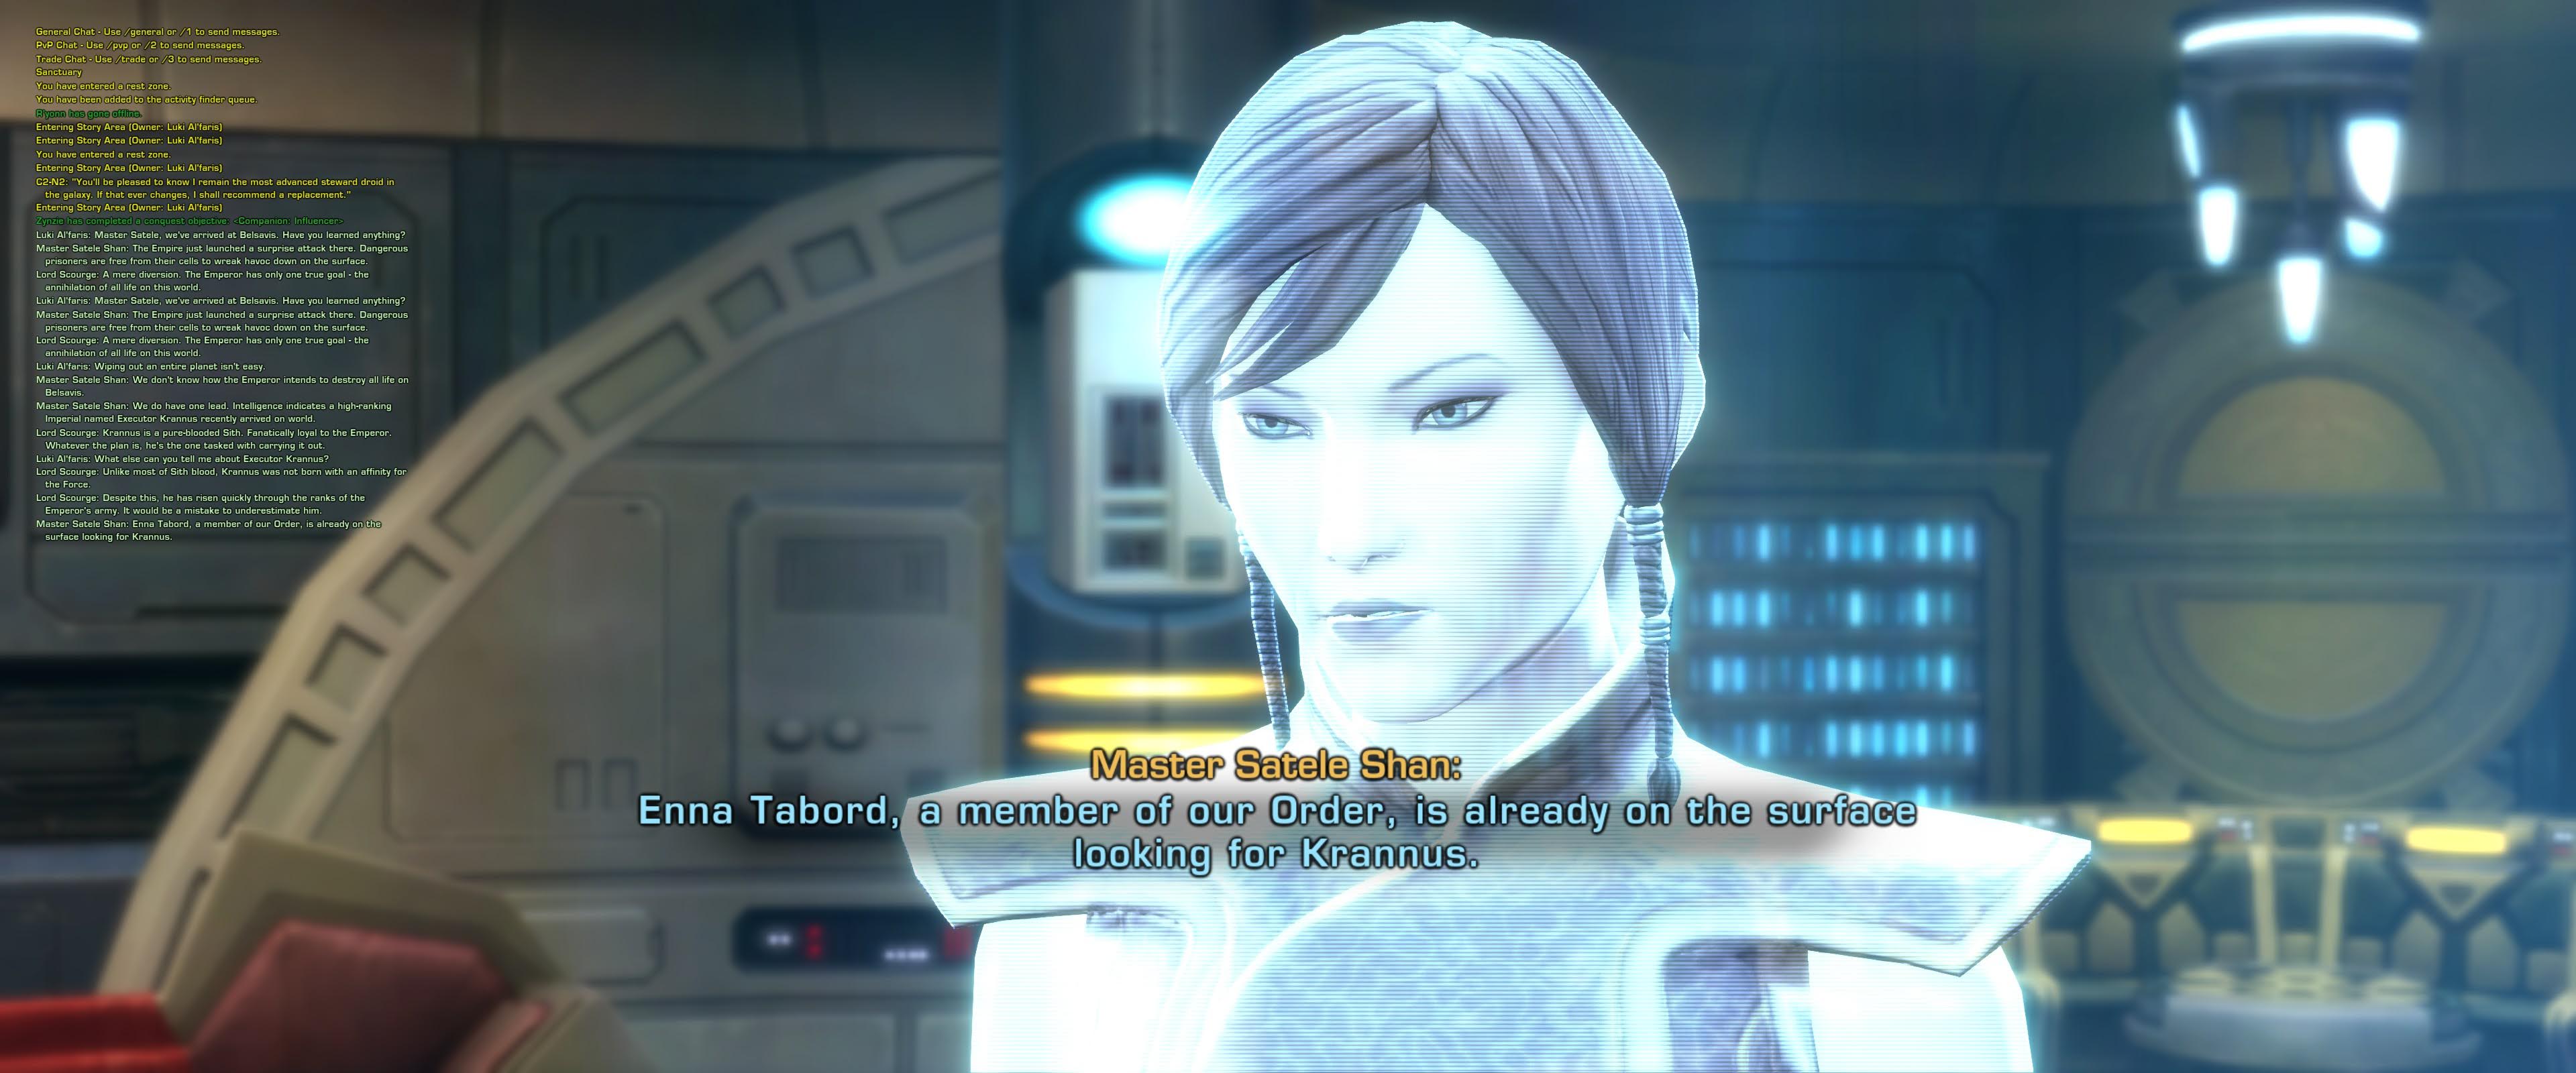 General Chat - Use /general or /1 to send messages.
PvP Chat - Use /pvp or /2 to send messages.
Trade Chat - Use /trade or /3 to send messages.
Sanctuary
You have entered a rest zone.
You have been added to the activity finder queue.
R'yonn has gone offline.
Entering Story Area (Owner: Luki Al'faris)
Entering Story Area (Owner: Luki Al'faris)
You have entered a rest zone.
Entering Story Area (Owner: Luki Al'faris)
C2-N2: "You'll be pleased to know I remain the most advanced steward droid in
the galaxy. If that ever changes, I shall recommend a replacement."
Entering Story Area (Owner: Luki Al'faris)
Zynzie has completed a conquest objective: <Companion: Influencer>
Luki Al'faris: Master Satele, we've arrived at Belsavis. Have you learned anything?
Master Satele Shan: The Empire just launched a surprise attack there. Dangerous
prisoners are free from their cells to wreak havoc down on the surface.
Lord Scourge: A mere diversion. The Emperor has only one true goal - the
annihilation of all life on this world.
Luki Al'faris: Master Satele, we've arrived at Belsavis. Have you learned anything?
Master Satele Shan: The Empire just launched a surprise attack there. Dangerous
prisoners are free from their cells to wreak havoc down on the surface.
Lord Scourge: A mere diversion. The Emperor has only one true goal - the
annihilation of all life on this world.
Luki Al'faris: Wiping out an entire planet isn't easy.
Master Satele Shan: We don't know how the Emperor intends to destroy all life on
Belsavis.
Master Satele Shan: We do have one lead. Intelligence indicates a high-ranking
Imperial named Executor Krannus recently arrived on world.
Lord Scourge: Krannus is a pure-blooded Sith. Fanatically loyal to the Emperor.
Whatever the plan is, he's the one tasked with carrying it out.
Luki Al'faris: What else can you tell me about Executor Krannus?
Lord Scourge: Unlike most of Sith blood, Krannus was not born with an affinity for
the Force.
Lord Scourge: Despite this, he has risen quickly through the ranks of the
Emperor's army. It would be a mistake to underestimate him.
Master Satele Shan: Enna Tabord, a member of our Order, is already on the
surface looking for Krannus.
Master Satele Shan:
Enna Tabord, a member of our Order, is already on the surface
looking for Krannus.